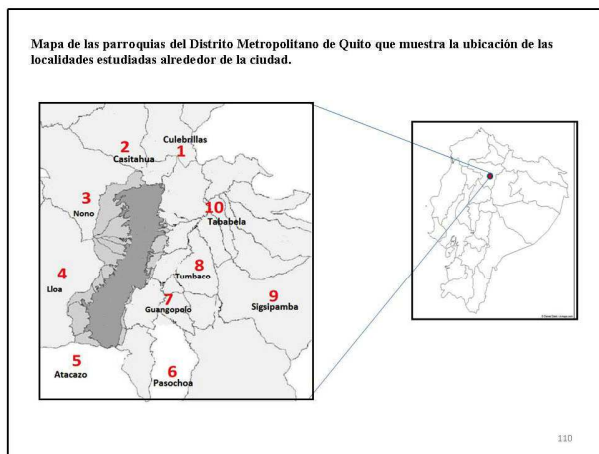 Mapa de las parroquias del Distrito Metropolitano de Quito que muestra la ubicación de las
localidades estudiadas alrededor de la ciudad.
2
Casitahua
Culebrillas
1
3
Nono
10
Tababela
4
Lloa
8
Tumbaco
7
Guangopolo
9
Sigsipamba
5
Atacazo
6
Pasochoa
110